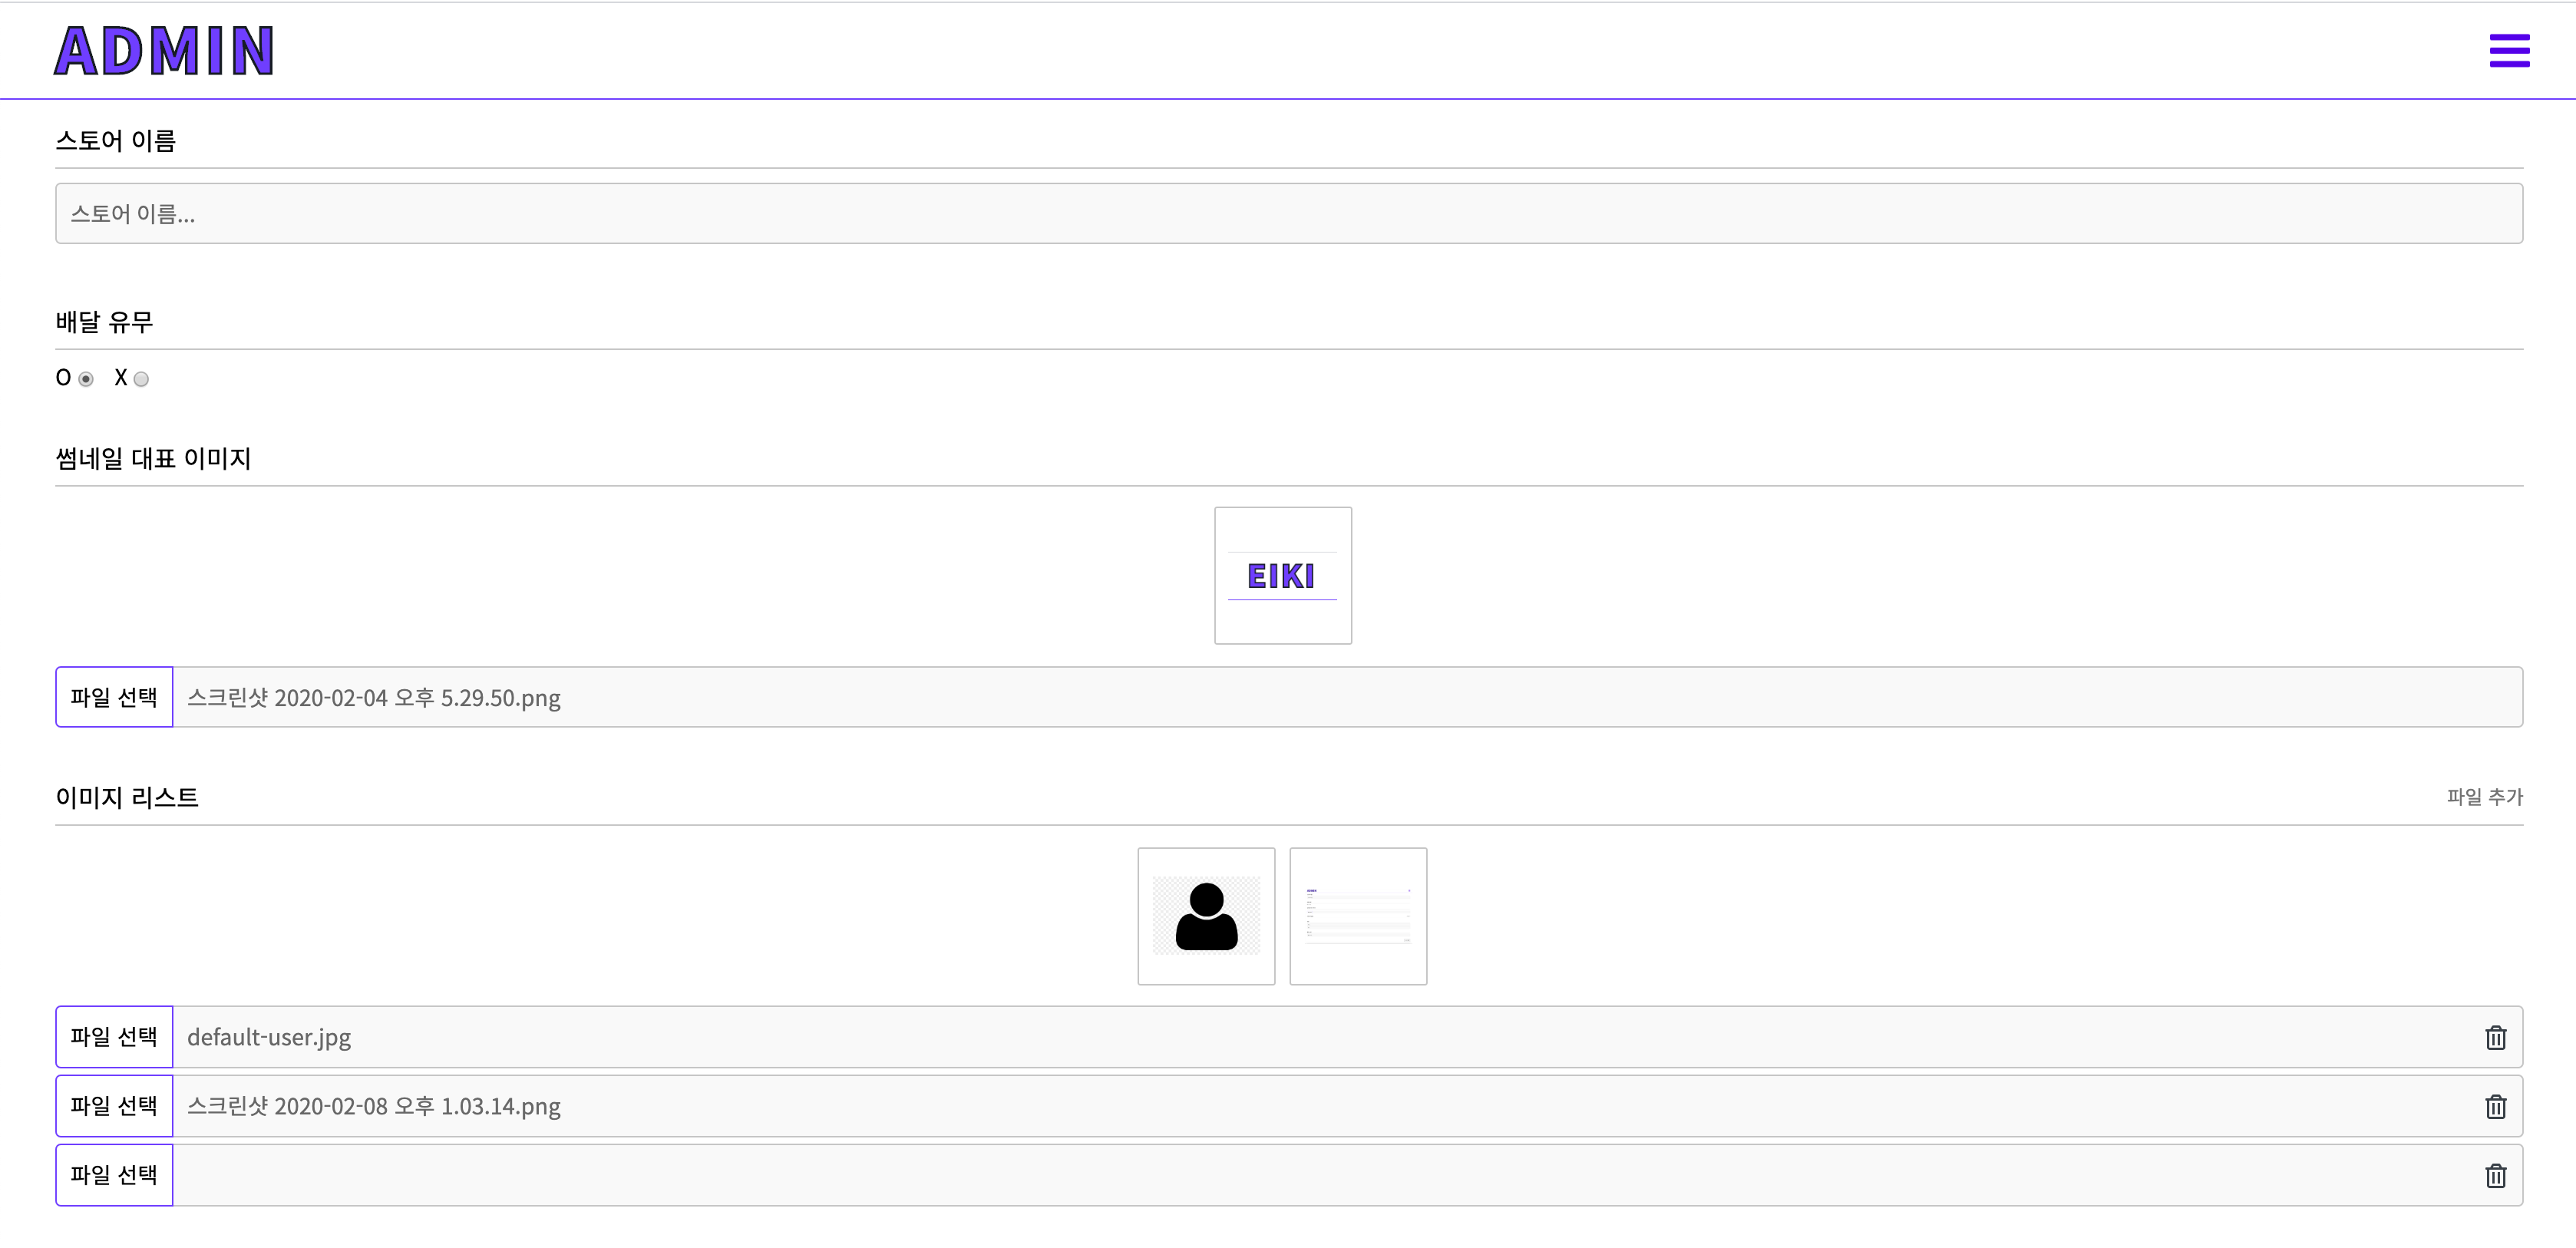 ADMIN
스토어 이름
스토어 이름...
배달 유무
O X
썸네일 대표 이미지
EIKI
파일 선택 스크린샷 2020-02-04 오후 5.29.50.png
이미지 리스트 파일 추가
파일 선택 default-user.jpg
파일 선택 스크린샷 2020-02-08 오후 1.03.14.png
파일 선택